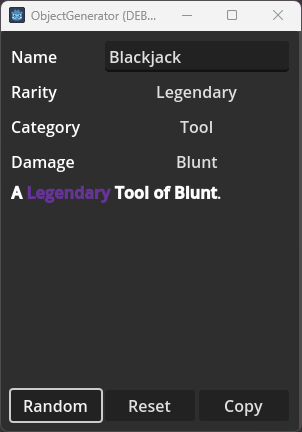 ObjectGenerator (DEB...
Name Blackjack
Rarity Legendary
Category Tool
Damage Blunt
A Legendary Tool of Blunt.
Random Reset Copy